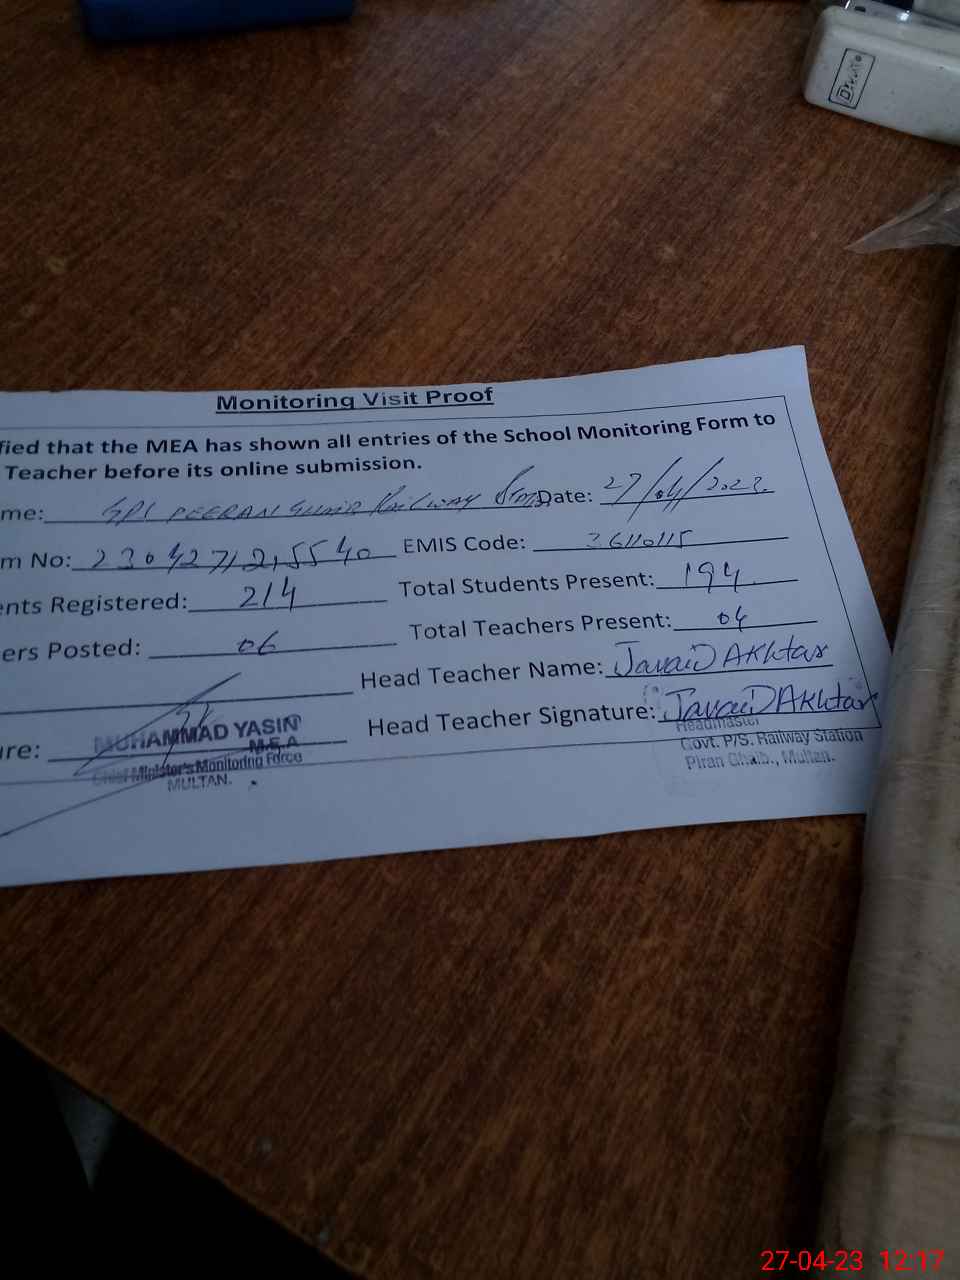 Monitoring Visit Proof
fied that the MEA has shown all entries of the School Monitoring Form to
Teacher before its online submission.
me: GPS PEERAN Railway Date: 27/04/2023.
m No: 23042712,5540 EMIS Code: 36110115
ents Registered: 214 Total Students Present: 194
ers Posted: 06 Total Teachers Present: 04
Head Teacher Name: Javaid Akhtar
ure: Head Teacher Signature: Javaid Akhtar
MUHAMMAD YASIN
M.E.A
Chief Minister's Monitoring Force
MULTAN.
Headmaster
Govt. P/S. Railway Station
Piran Ghaib., Multan.
27-04-23 12:17